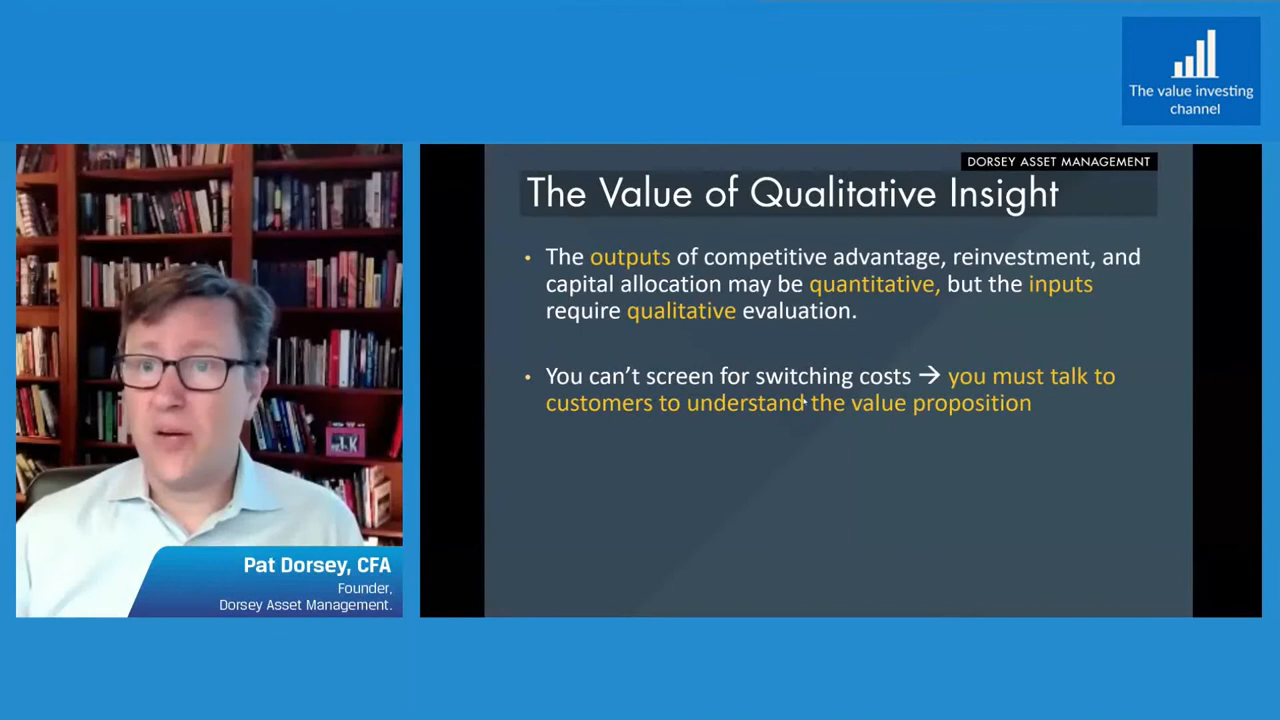 The value investing
channel
DORSEY ASSET MANAGEMENT
The Value of Qualitative Insight
• The outputs of competitive advantage, reinvestment, and
capital allocation may be quantitative, but the inputs
require qualitative evaluation.
• You can’t screen for switching costs → you must talk to
customers to understand the value proposition
Pat Dorsey, CFA
Founder,
Dorsey Asset Management.